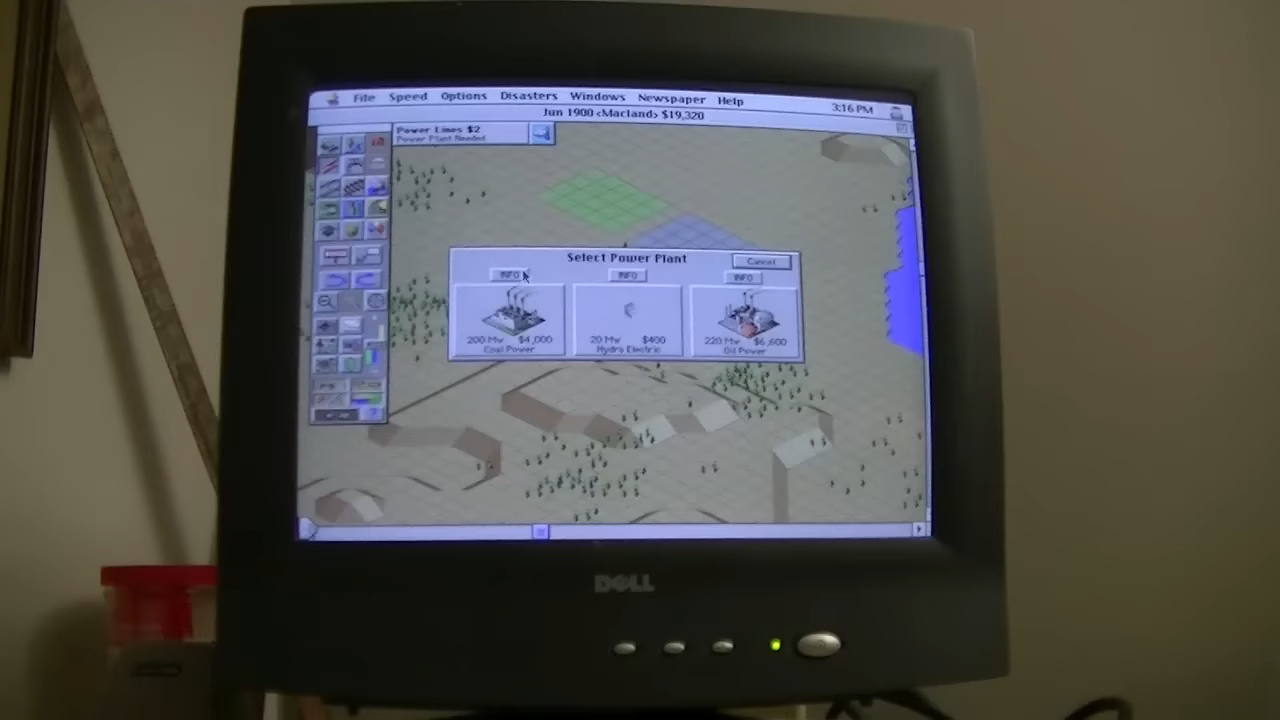 File Speed Options Disasters Windows Newspaper Help 3:16 PM
Jun 1900 <Macland> $19,320
Power Lines $2
Power Plant Needed
Select Power Plant
Cancel
INFO INFO INFO
200 Mw $4,000
Coal Power
20 Mw $400
Hydro Electric
220 Mw $6,600
Oil Power
DELL